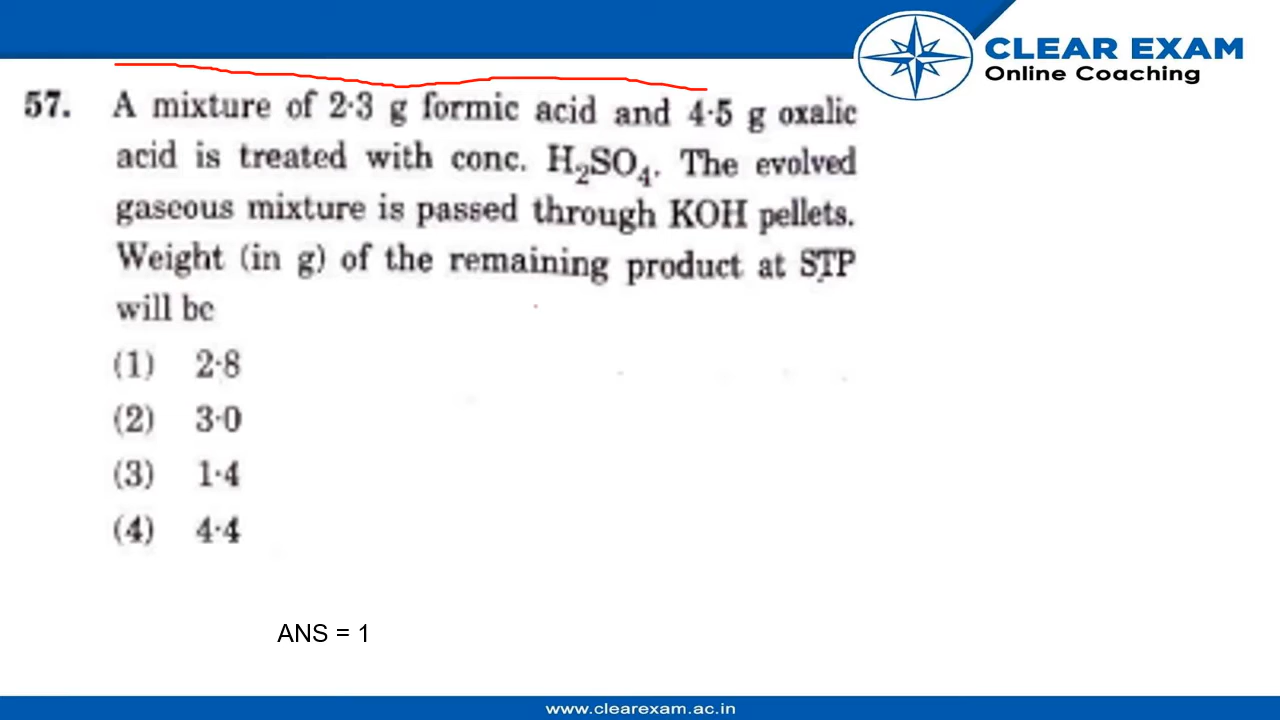 CLEAR EXAM
Online Coaching
57. A mixture of 2·3 g formic acid and 4·5 g oxalic
acid is treated with conc. H₂SO₄. The evolved
gaseous mixture is passed through KOH pellets.
Weight (in g) of the remaining product at STP
will be
(1) 2·8
(2) 3·0
(3) 1·4
(4) 4·4
ANS = 1
www.clearexam.ac.in